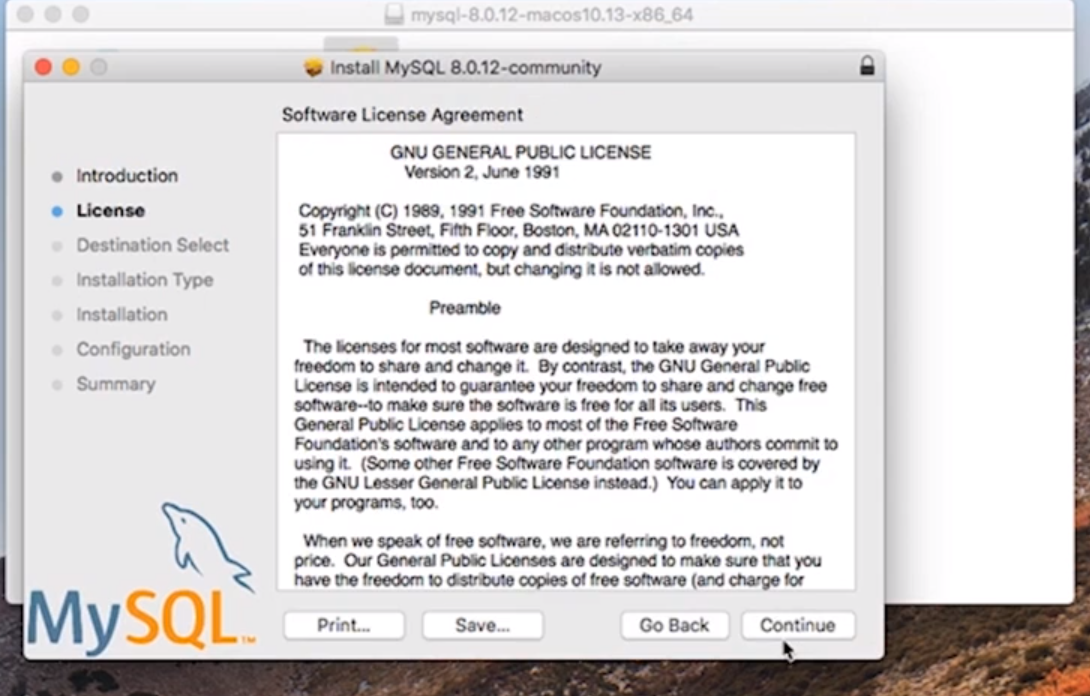 mysql-8.0.12-macos10.13-x86_64
Install MySQL 8.0.12-community
Software License Agreement
Introduction
License
Destination Select
Installation Type
Installation
Configuration
Summary
GNU GENERAL PUBLIC LICENSE
Version 2, June 1991
Copyright (C) 1989, 1991 Free Software Foundation, Inc.,
51 Franklin Street, Fifth Floor, Boston, MA 02110-1301 USA
Everyone is permitted to copy and distribute verbatim copies
of this license document, but changing it is not allowed.
Preamble
The licenses for most software are designed to take away your
freedom to share and change it. By contrast, the GNU General Public
License is intended to guarantee your freedom to share and change free
software--to make sure the software is free for all its users. This
General Public License applies to most of the Free Software
Foundation's software and to any other program whose authors commit to
using it. (Some other Free Software Foundation software is covered by
the GNU Lesser General Public License instead.) You can apply it to
your programs, too.
When we speak of free software, we are referring to freedom, not
price. Our General Public Licenses are designed to make sure that you
have the freedom to distribute copies of free software (and charge for
MySQL™
Print...
Save...
Go Back
Continue